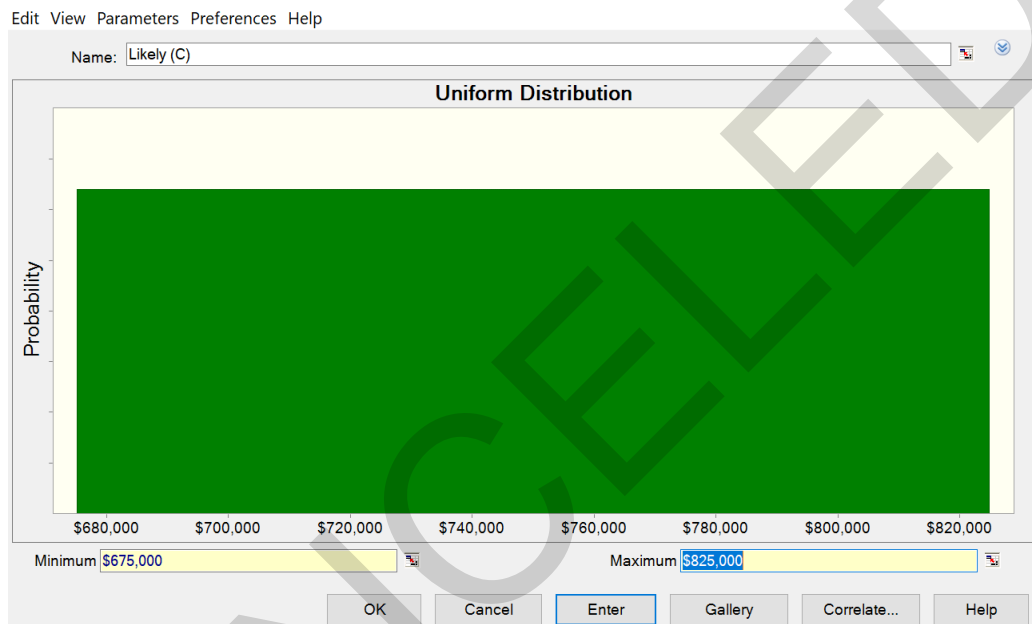 Edit View Parameters Preferences Help
Name: Likely (C)
Uniform Distribution
Probability
$680,000 $700,000 $720,000 $740,000 $760,000 $780,000 $800,000 $820,000
Minimum $675,000 Maximum $825,000
OK Cancel Enter Gallery Correlate... Help